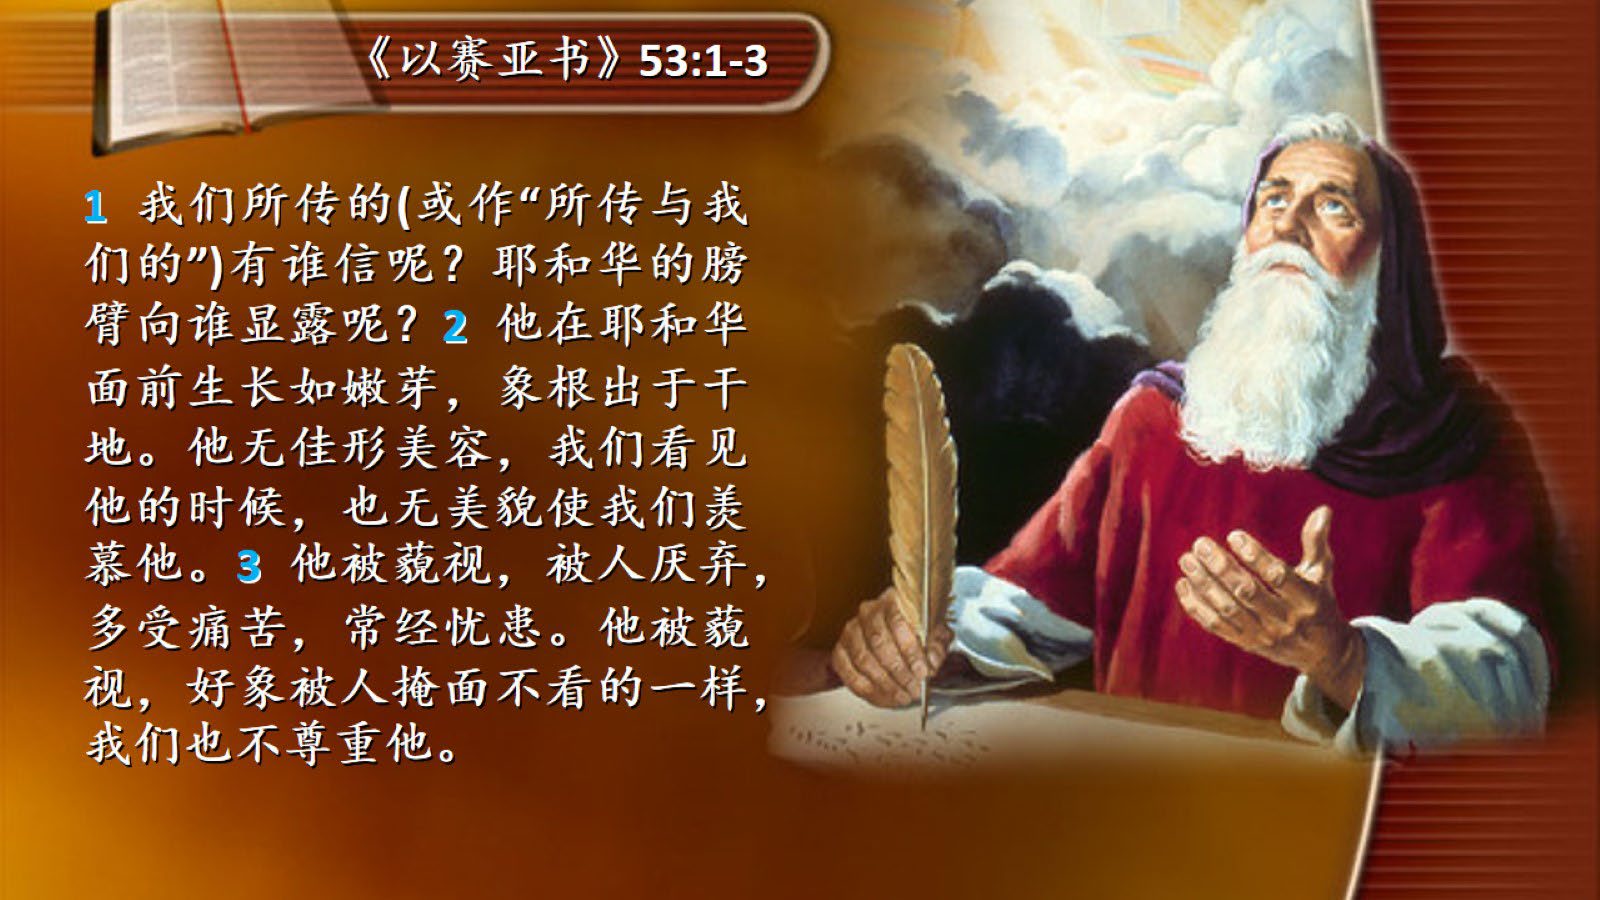 《以赛亚书》53:1-3
1 我们所传的(或作“所传与我
们的”)有谁信呢？耶和华的膀
臂向谁显露呢？2 他在耶和华
面前生长如嫩芽，象根出于干
地。他无佳形美容，我们看见
他的时候，也无美貌使我们羡
慕他。3 他被藐视，被人厌弃，
多受痛苦，常经忧患。他被藐
视，好象被人掩面不看的一样，
我们也不尊重他。